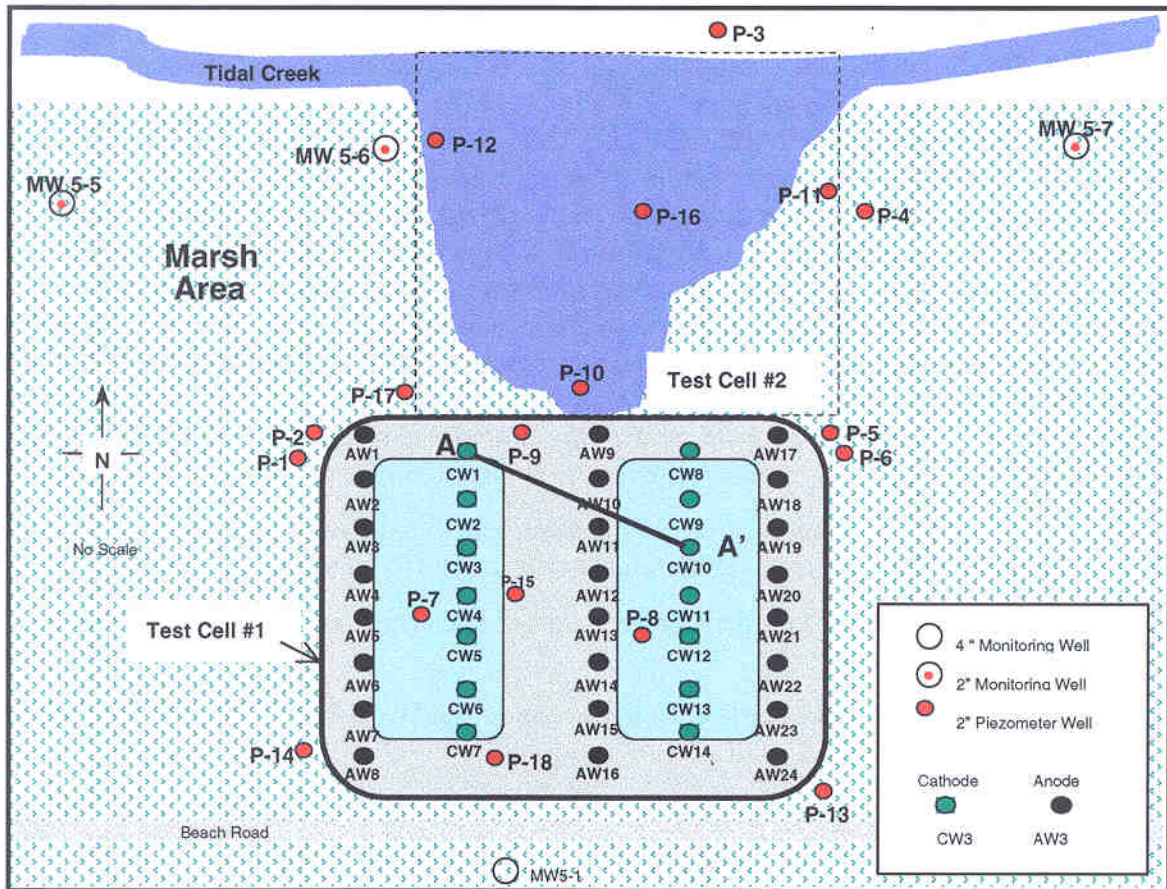 P-3
Tidal Creek
P-12
MW 5-6
MW 5-7
MW 5-5
P-11
P-16
P-4
Marsh
Area
P-10
Test Cell #2
P-17
N
No Scale
P-2
P-1
P-5
P-6
A
P-9
AW1
CW1
AW9
CW8
AW17
AW2
CW2
AW10
CW9
AW18
AW3
CW3
AW11
A'
CW10
AW19
P-15
AW4
CW4
AW12
CW11
AW20
P-7
P-8
Test Cell #1
AW5
CW5
AW13
CW12
AW21
AW6
CW6
AW14
CW13
AW22
AW7
CW7
AW15
CW14
AW23
P-14
P-18
AW8
AW16
AW24
P-13
Beach Road
MW5-1
4" Monitoring Well
2" Monitoring Well
2" Piezometer Well
Cathode
Anode
CW3
AW3